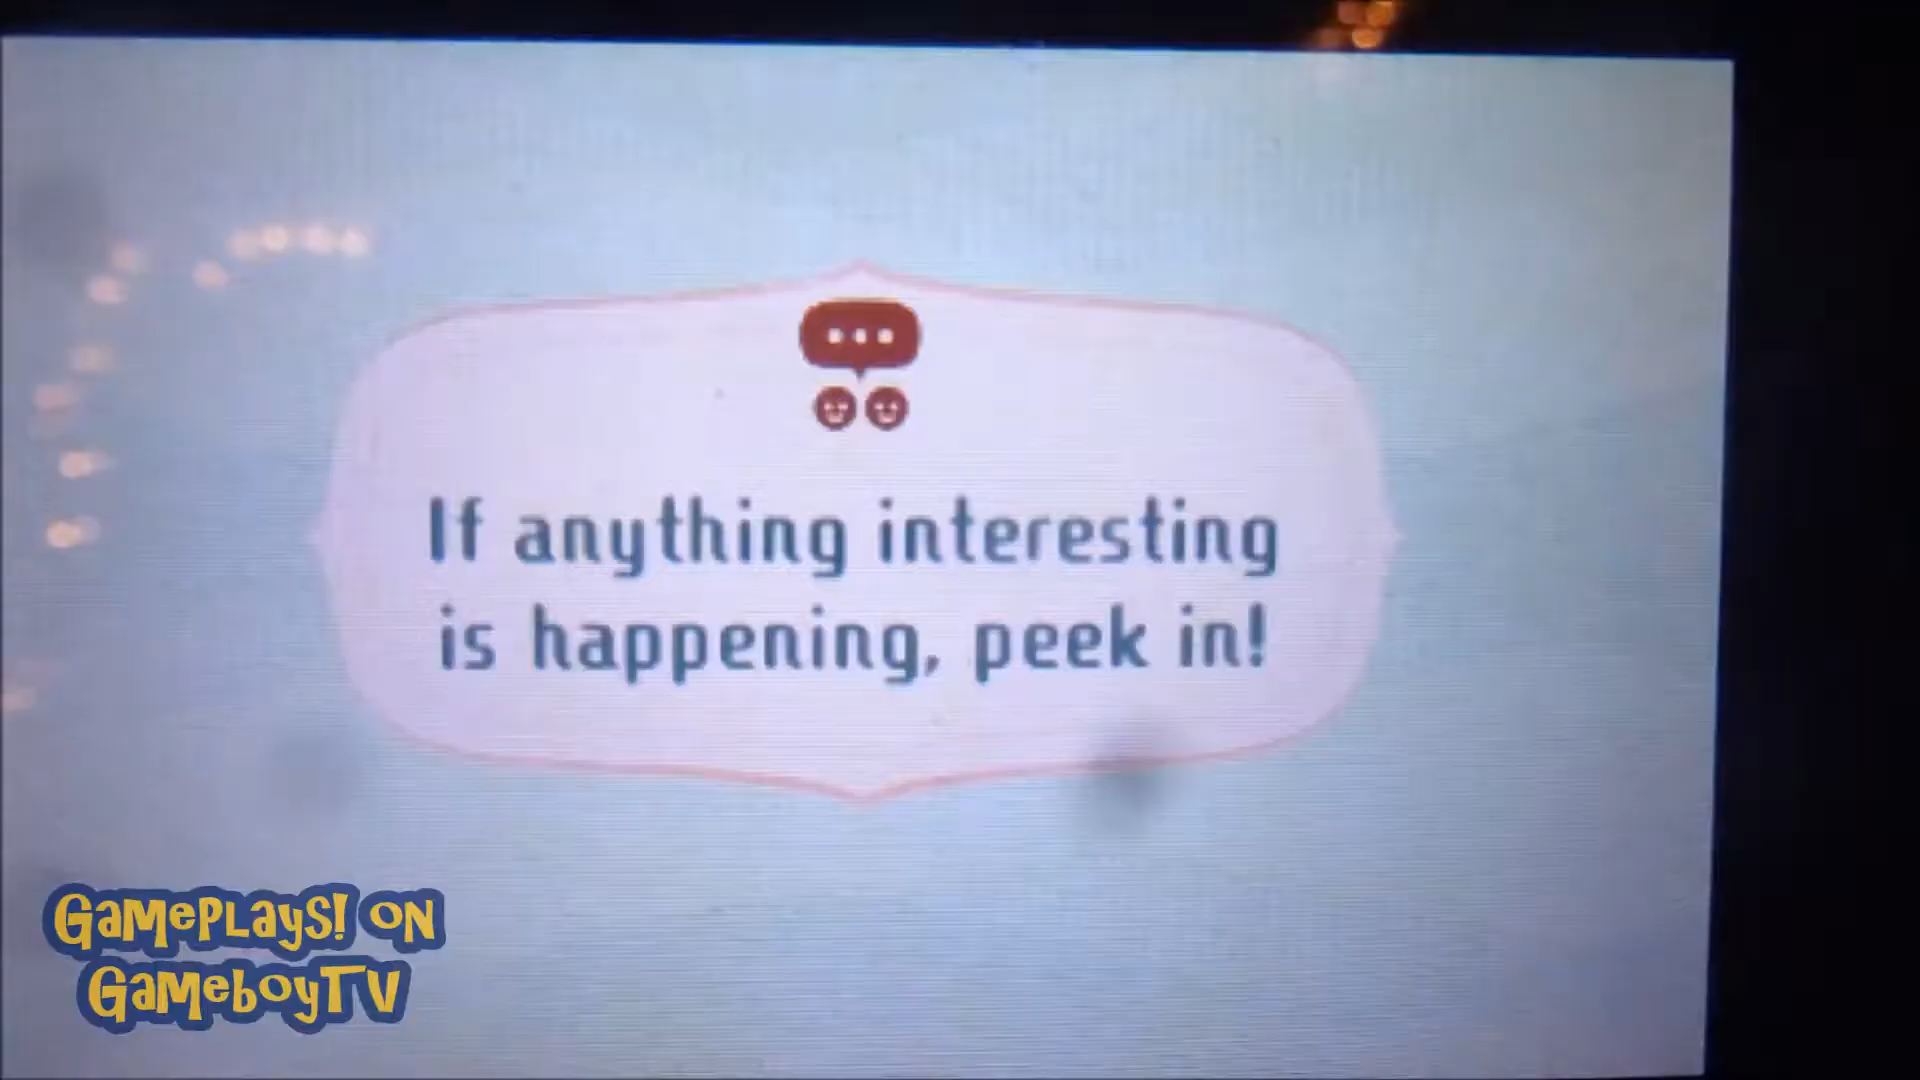 If anything interesting
is happening, peek in!
GamePlays! on
GameboyTV